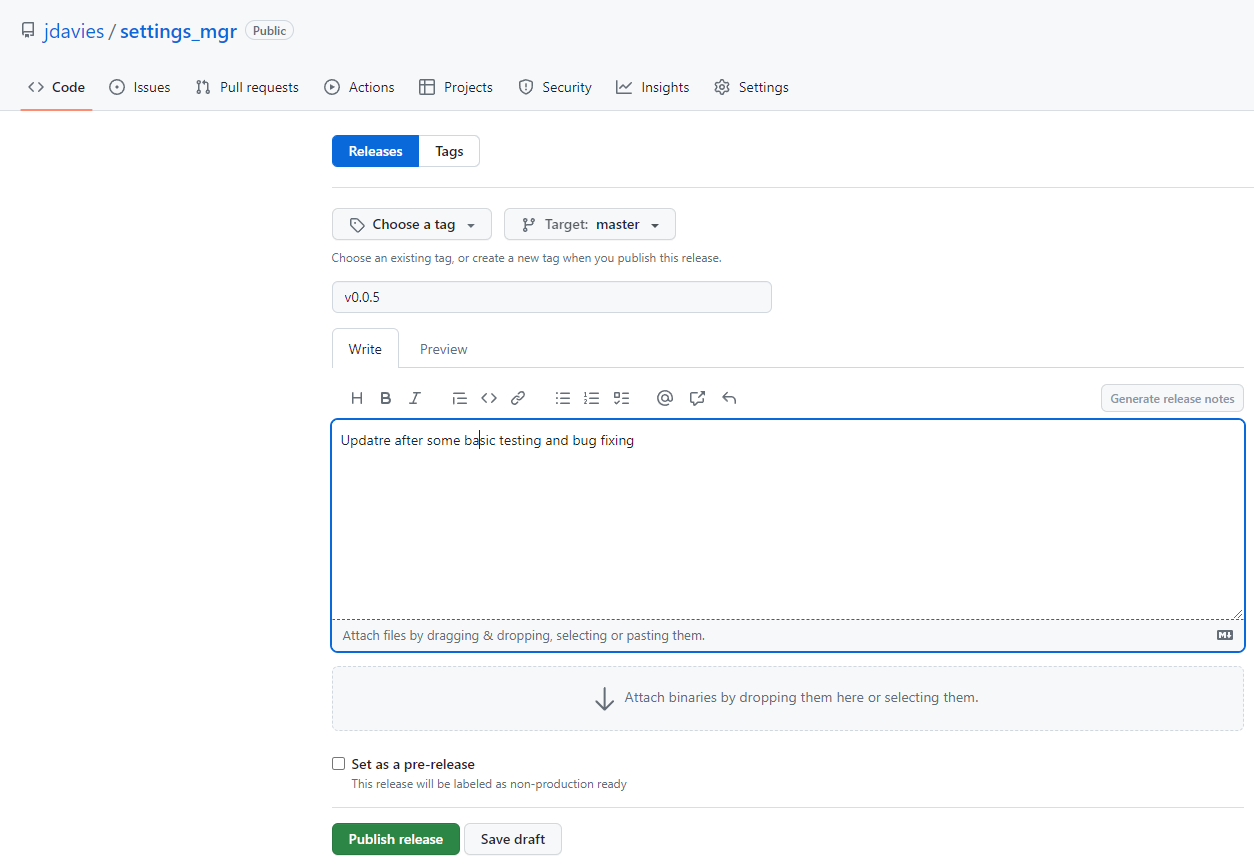 jdavies / settings_mgr Public
Code Issues Pull requests Actions Projects Security Insights Settings
Releases Tags
Choose a tag Target: master
Choose an existing tag, or create a new tag when you publish this release.
v0.0.5
Write Preview
H B I @ Generate release notes
Updatre after some basic testing and bug fixing
Attach files by dragging & dropping, selecting or pasting them.
Attach binaries by dropping them here or selecting them.
Set as a pre-release
This release will be labeled as non-production ready
Publish release Save draft